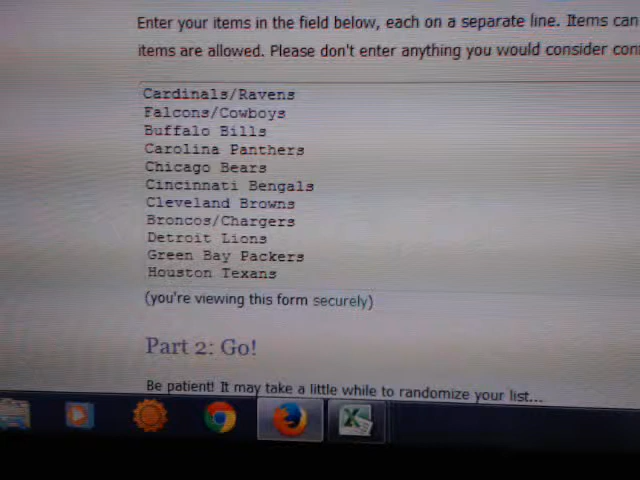 Enter your items in the field below, each on a separate line. Items can
items are allowed. Please don't enter anything you would consider
Cardinals/Ravens
Falcons/Cowboys
Buffalo Bills
Carolina Panthers
Chicago Bears
Cincinnati Bengals
Cleveland Browns
Broncos/Chargers
Detroit Lions
Green Bay Packers
Houston Texans
(you're viewing this form securely)
Part 2: Go!
Be patient! It may take a little while to randomize your list...